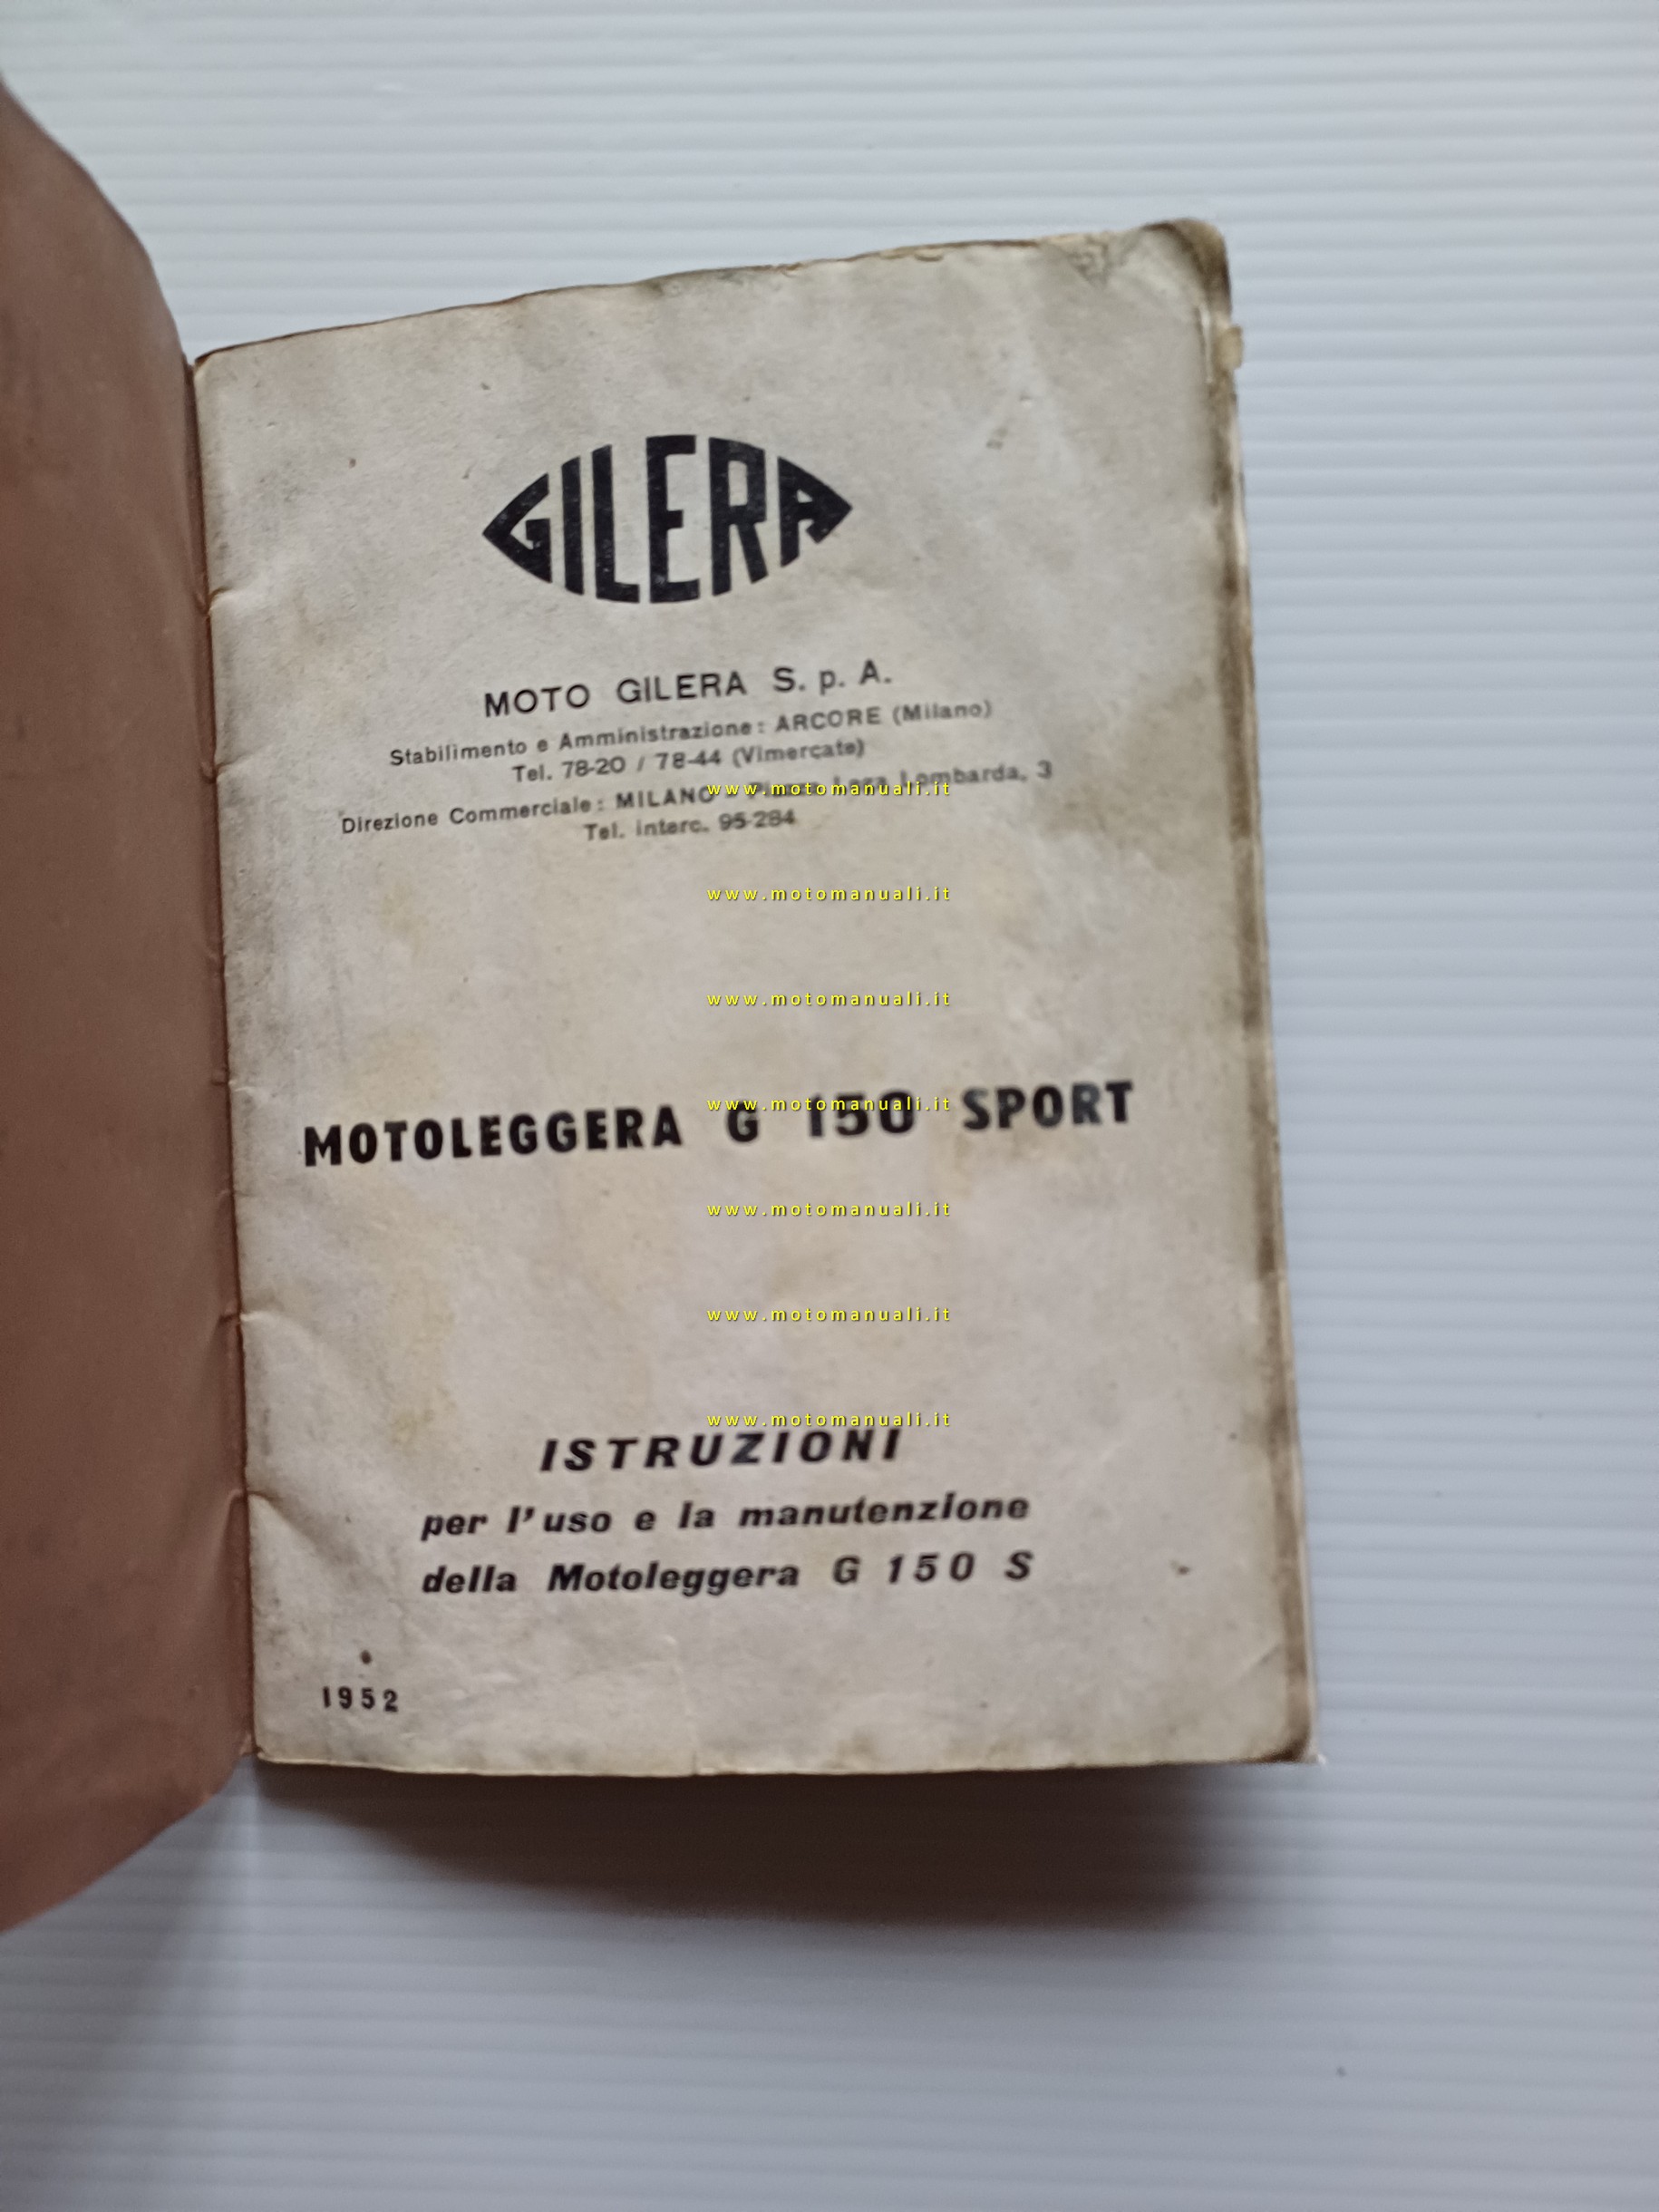 GILERA
MOTO GILERA S. p. A.
Stabilimento e Amministrazione: ARCORE (Milano)
Tel. 78-20 / 78-44 (Vimercate)
Direzione Commerciale: MILANO - Piazza Lega Lombarda, 3
www.motomanuali.it
Tel. interc. 95-284
www.motomanuali.it
www.motomanuali.it
www.motomanuali.it
MOTOLEGGERA G 150 SPORT
www.motomanuali.it
www.motomanuali.it
www.motomanuali.it
ISTRUZIONI
per l'uso e la manutenzione
della Motoleggera G 150 S
1952